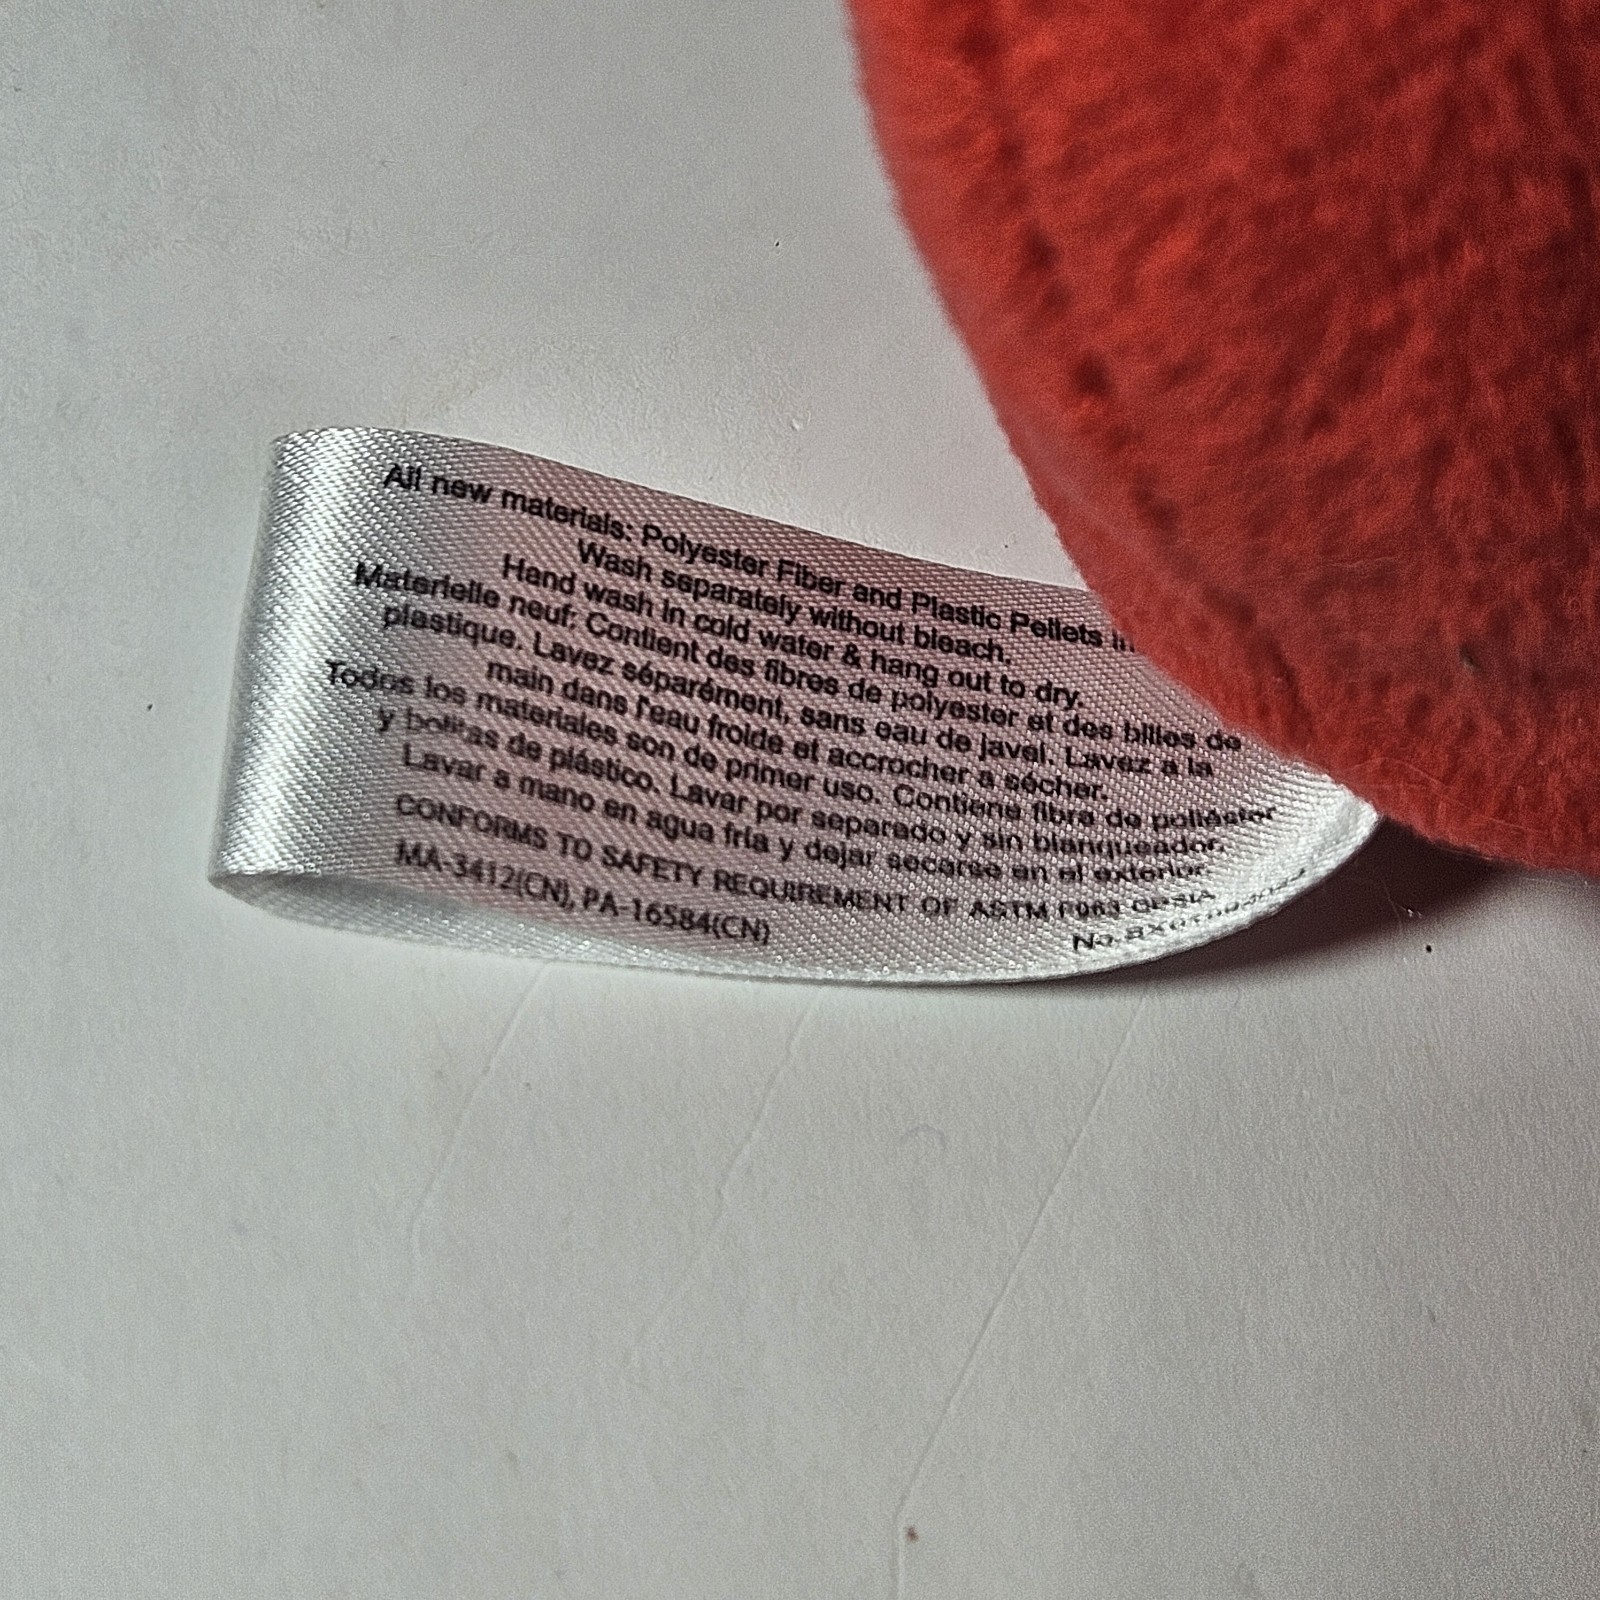 All new materials: Polyester Fiber and Plastic Pellets
Wash separately without bleach.
Hand wash in cold water & hang out to dry.
Materielle neuf: Contient des fibres de polyester et des billes de
plastique. Lavez séparément, sans eau de javel. Lavez a la
main dans l'eau froide et accrocher a sécher.
Todos los materiales son de primer uso. Contiene fibra de poliéster
y bolitas de plástico. Lavar por separado y sin blanqueador.
Lavar a mano en agua fría y dejar secarse en el exterior.
CONFORMS TO SAFETY REQUIREMENT OF ASTM F963 CPSIA
MA-3412(CN), PA-16584(CN) No.